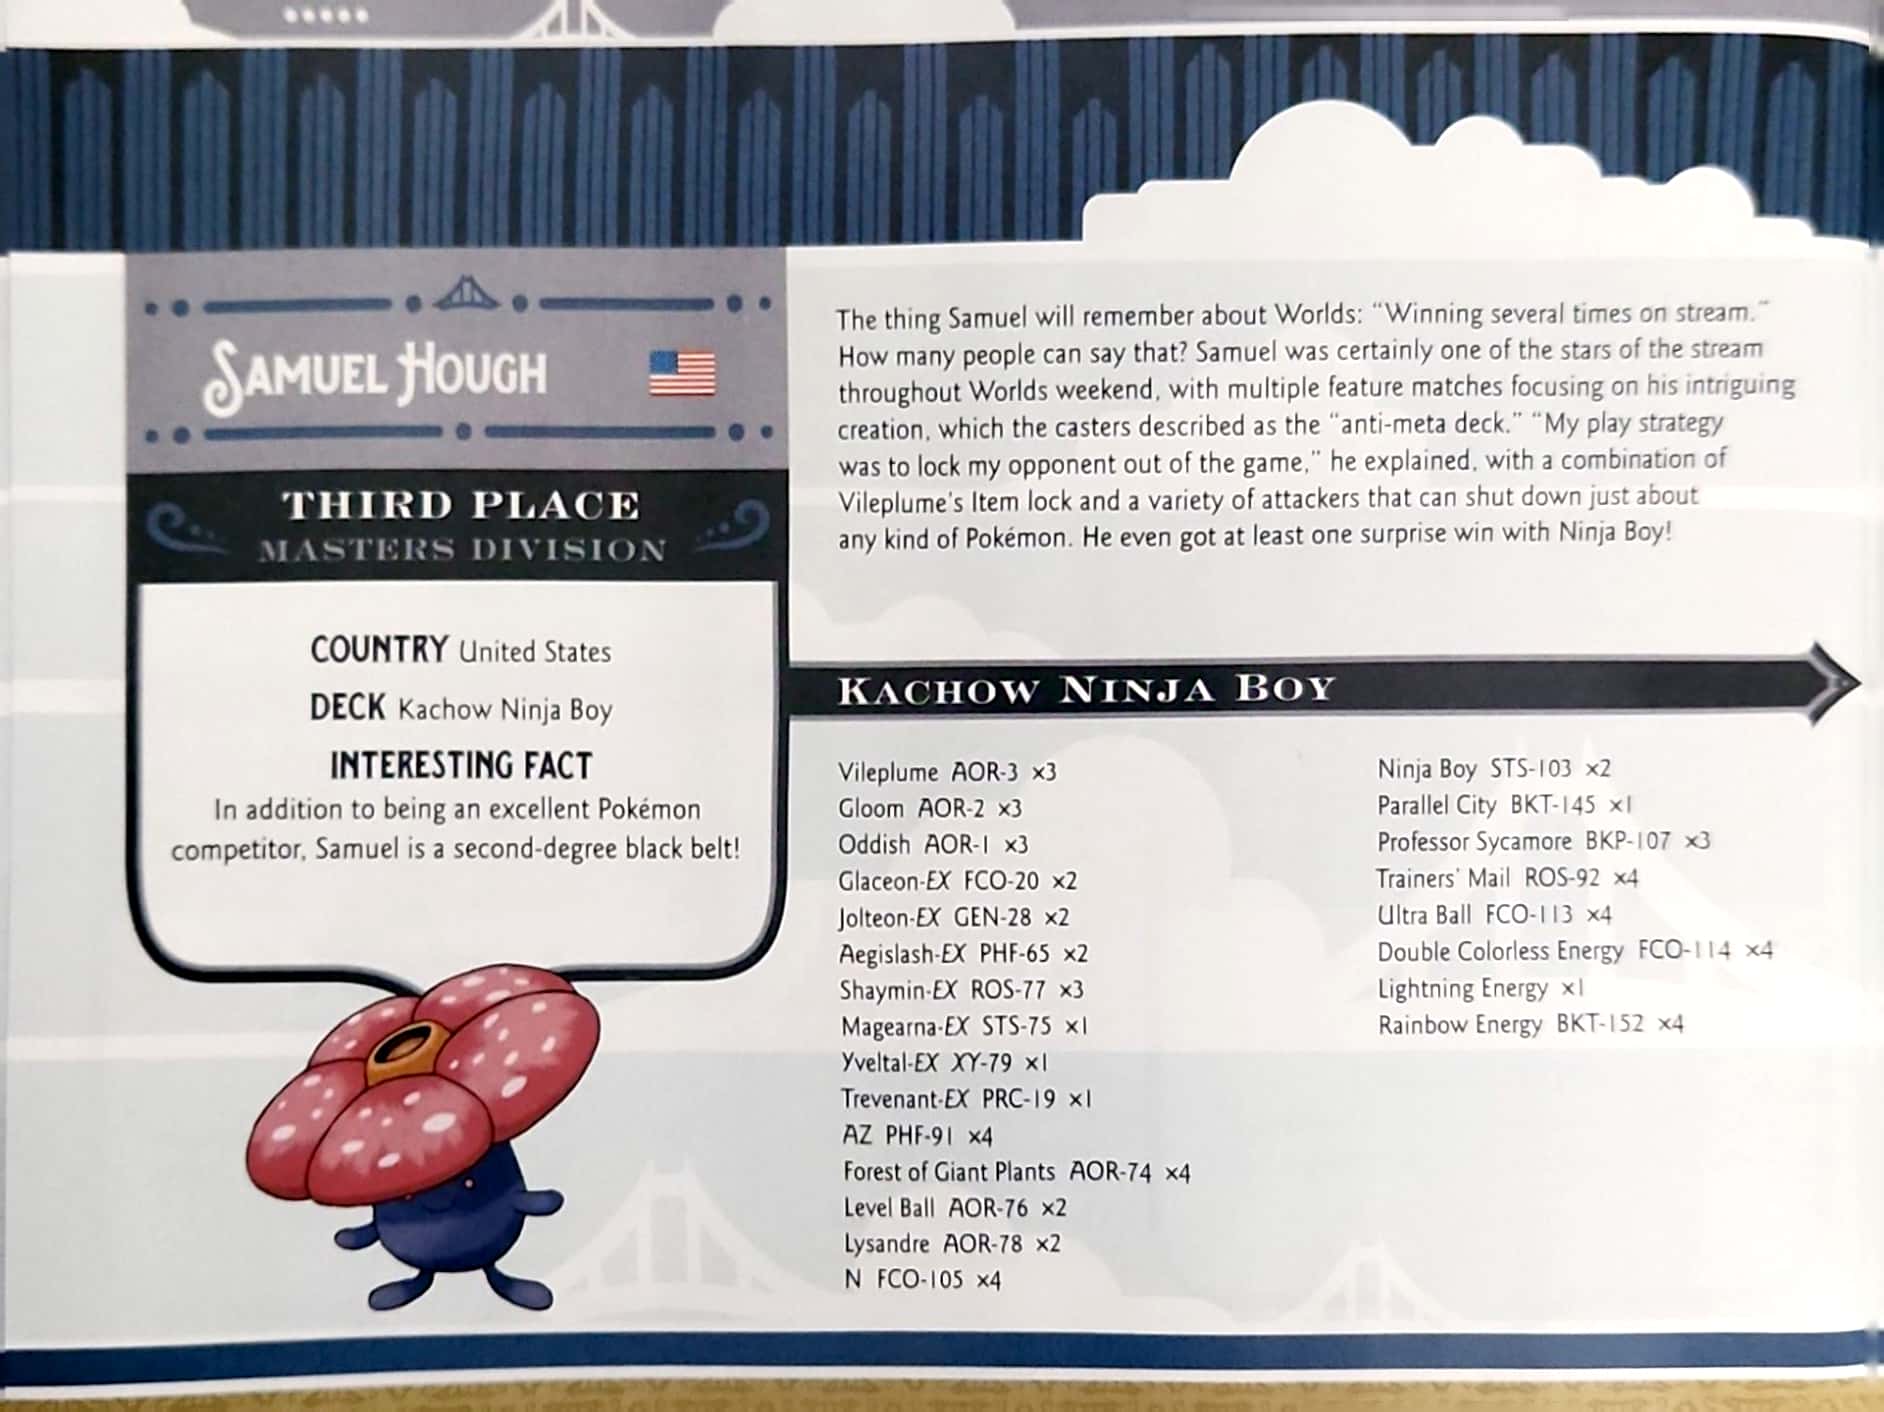 SAMUEL HOUGH
THIRD PLACE
MASTERS DIVISION
COUNTRY United States
DECK Kachow Ninja Boy
INTERESTING FACT
In addition to being an excellent Pokémon
competitor, Samuel is a second-degree black belt!
The thing Samuel will remember about Worlds: “Winning several times on stream.”
How many people can say that? Samuel was certainly one of the stars of the stream
throughout Worlds weekend, with multiple feature matches focusing on his intriguing
creation, which the casters described as the “anti-meta deck.” “My play strategy
was to lock my opponent out of the game,” he explained, with a combination of
Vileplume's Item lock and a variety of attackers that can shut down just about
any kind of Pokémon. He even got at least one surprise win with Ninja Boy!
KACHOW NINJA BOY
Vileplume AOR-3 ×3
Gloom AOR-2 ×3
Oddish AOR-1 ×3
Glaceon-EX FCO-20 ×2
Jolteon-EX GEN-28 ×2
Aegislash-EX PHF-65 ×2
Shaymin-EX ROS-77 ×3
Magearna-EX STS-75 ×1
Yveltal-EX XY-79 ×1
Trevenant-EX PRC-19 ×1
AZ PHF-91 ×4
Forest of Giant Plants AOR-74 ×4
Level Ball AOR-76 ×2
Lysandre AOR-78 ×2
N FCO-105 ×4
Ninja Boy STS-103 ×2
Parallel City BKT-145 ×1
Professor Sycamore BKP-107 ×3
Trainers' Mail ROS-92 ×4
Ultra Ball FCO-113 ×4
Double Colorless Energy FCO-114 ×4
Lightning Energy ×1
Rainbow Energy BKT-152 ×4